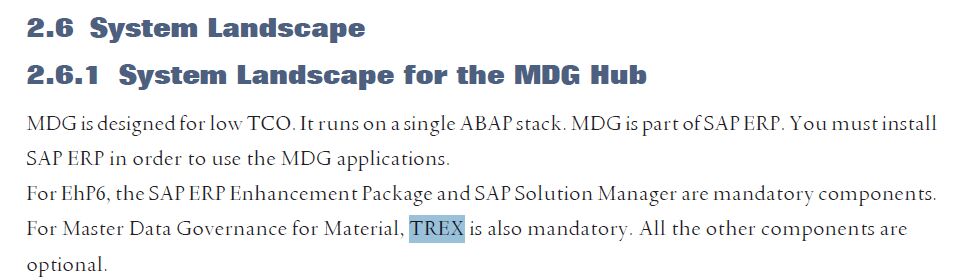 2.6 System Landscape
2.6.1 System Landscape for the MDG Hub
MDG is designed for low TCO. It runs on a single ABAP stack. MDG is part of SAP ERP. You must install
SAP ERP in order to use the MDG applications.
For EhP6, the SAP ERP Enhancement Package and SAP Solution Manager are mandatory components.
For Master Data Governance for Material, TREX is also mandatory. All the other components are
optional.